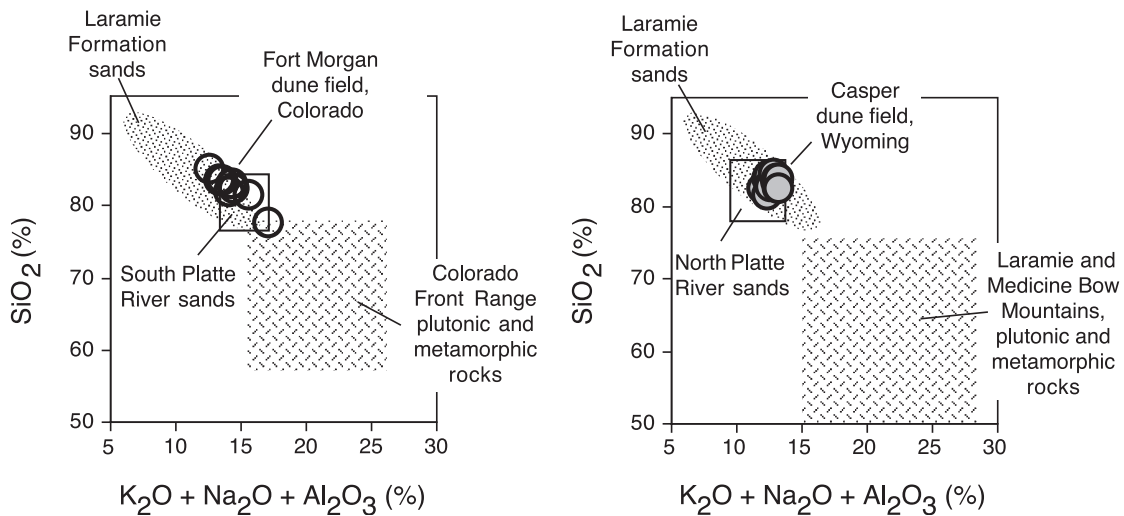 Laramie
Formation
sands
Fort Morgan
dune field,
Colorado
90
80
70
60
50
SiO₂ (%)
South Platte
River sands
Colorado
Front Range
plutonic and
metamorphic
rocks
5 10 15 20 25 30
K₂O + Na₂O + Al₂O₃ (%)
Laramie
Formation
sands
Casper
dune field,
Wyoming
90
80
70
60
50
SiO₂ (%)
North Platte
River sands
Laramie and
Medicine Bow
Mountains,
plutonic and
metamorphic
rocks
5 10 15 20 25 30
K₂O + Na₂O + Al₂O₃ (%)